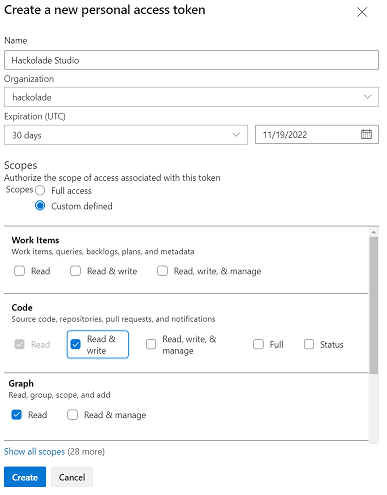 Create a new personal access token
Name
Hackolade Studio
Organization
hackolade
Expiration (UTC)
30 days 11/19/2022
Scopes
Authorize the scope of access associated with this token
Scopes Full access
Custom defined
Work Items
Work items, queries, backlogs, plans, and metadata
Read Read & write Read, write, & manage
Code
Source code, repositories, pull requests, and notifications
Read Read & write Read, write, & manage Full Status
Graph
Read, group, scope, and add
Read Read & manage
Show all scopes (28 more)
Create Cancel